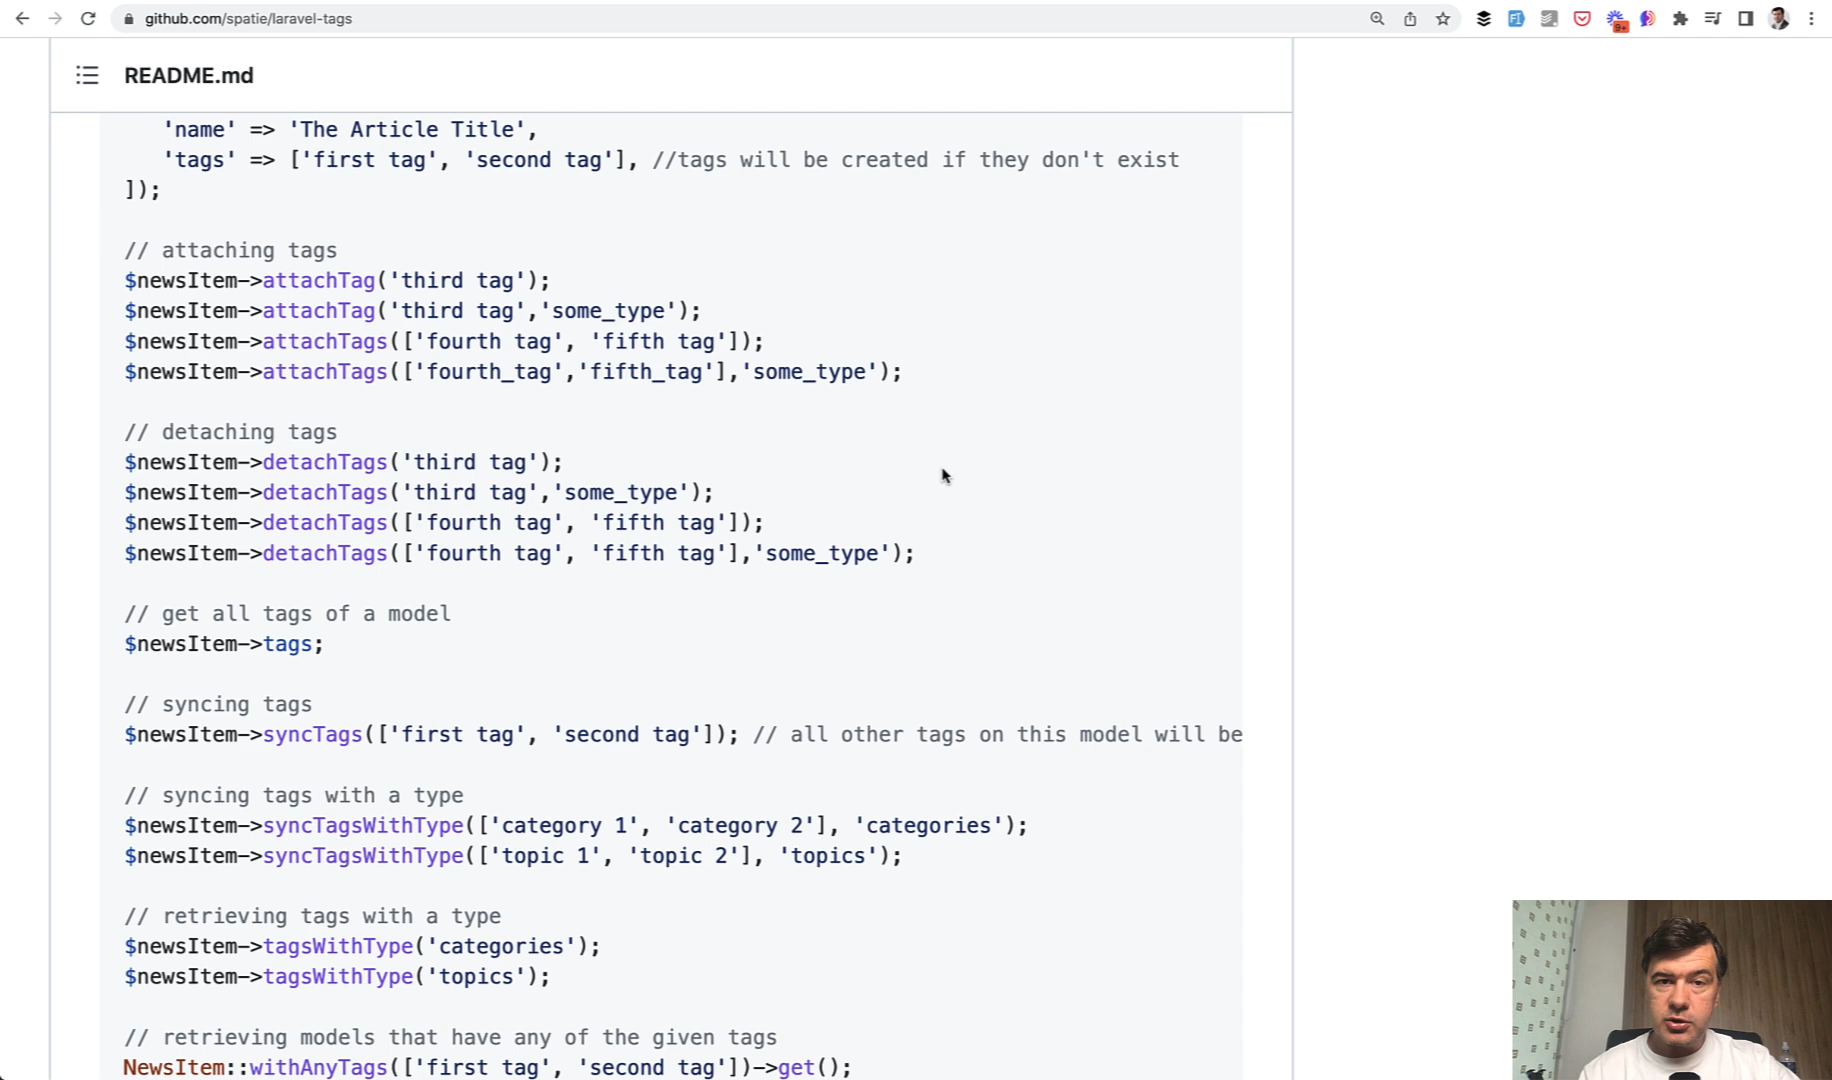 github.com/spatie/laravel-tags
9+
README.md
'name' => 'The Article Title',
'tags' => ['first tag', 'second tag'], //tags will be created if they don't exist
]);
// attaching tags
$newsItem->attachTag('third tag');
$newsItem->attachTag('third tag','some_type');
$newsItem->attachTags(['fourth tag', 'fifth tag']);
$newsItem->attachTags(['fourth_tag','fifth_tag'],'some_type');
// detaching tags
$newsItem->detachTags('third tag');
$newsItem->detachTags('third tag','some_type');
$newsItem->detachTags(['fourth tag', 'fifth tag']);
$newsItem->detachTags(['fourth tag', 'fifth tag'],'some_type');
// get all tags of a model
$newsItem->tags;
// syncing tags
$newsItem->syncTags(['first tag', 'second tag']); // all other tags on this model will be
// syncing tags with a type
$newsItem->syncTagsWithType(['category 1', 'category 2'], 'categories');
$newsItem->syncTagsWithType(['topic 1', 'topic 2'], 'topics');
// retrieving tags with a type
$newsItem->tagsWithType('categories');
$newsItem->tagsWithType('topics');
// retrieving models that have any of the given tags
NewsItem::withAnyTags(['first tag', 'second tag'])->get();